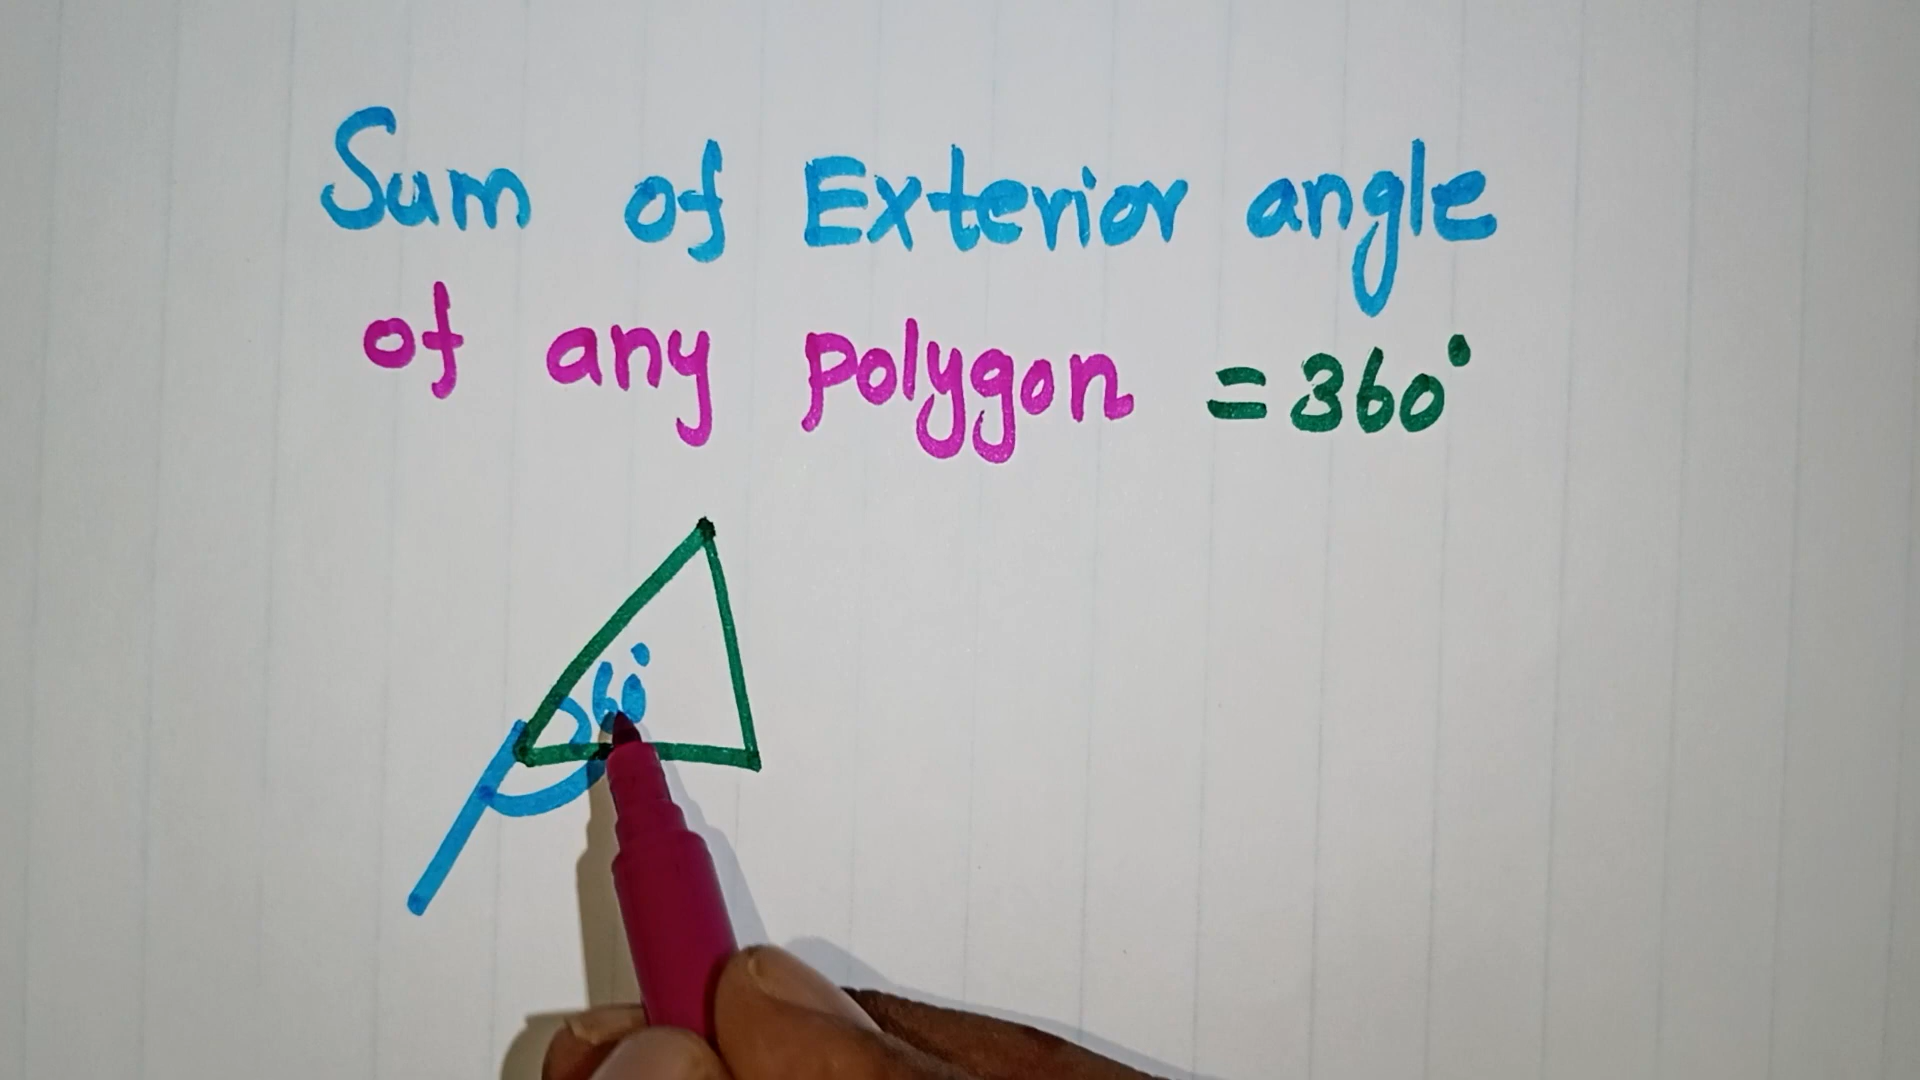 Sum of Exterior angle
of any polygon = 360°
60°